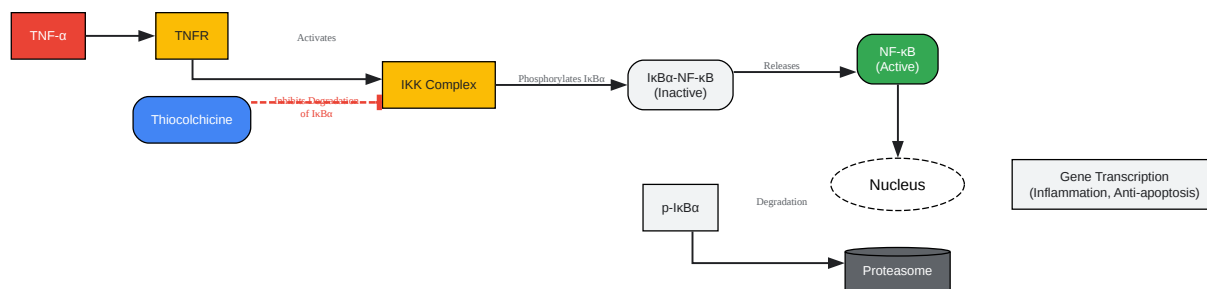 TNF-α
TNFR
Activates
IKK Complex
Thiocolchicine
Inhibits Degradation
of IκBα
Phosphorylates IκBα
IκBα-NF-κB
(Inactive)
Releases
NF-κB
(Active)
Nucleus
Gene Transcription
(Inflammation, Anti-apoptosis)
p-IκBα
Degradation
Proteasome